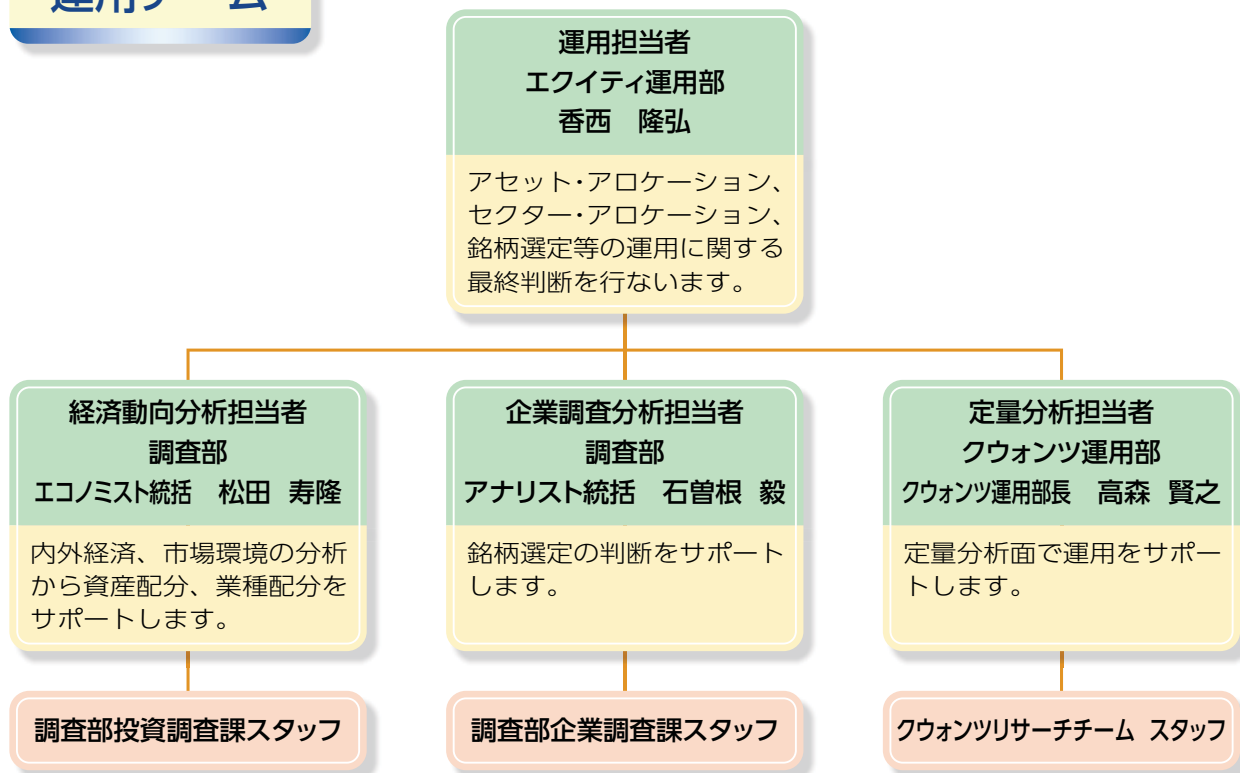 運用チーム
運用担当者
エクイティ運用部
香西　隆弘
アセット・アロケーション、
セクター・アロケーション、
銘柄選定等の運用に関する
最終判断を行ないます。
経済動向分析担当者
調査部
エコノミスト統括　松田　寿隆
内外経済、市場環境の分析
から資産配分、業種配分を
サポートします。
調査部投資調査課スタッフ
企業調査分析担当者
調査部
アナリスト統括　石曽根　毅
銘柄選定の判断をサポート
します。
調査部企業調査課スタッフ
定量分析担当者
クウォンツ運用部
クウォンツ運用部長　高森　賢之
定量分析面で運用をサポー
トします。
クウォンツリサーチチーム スタッフ